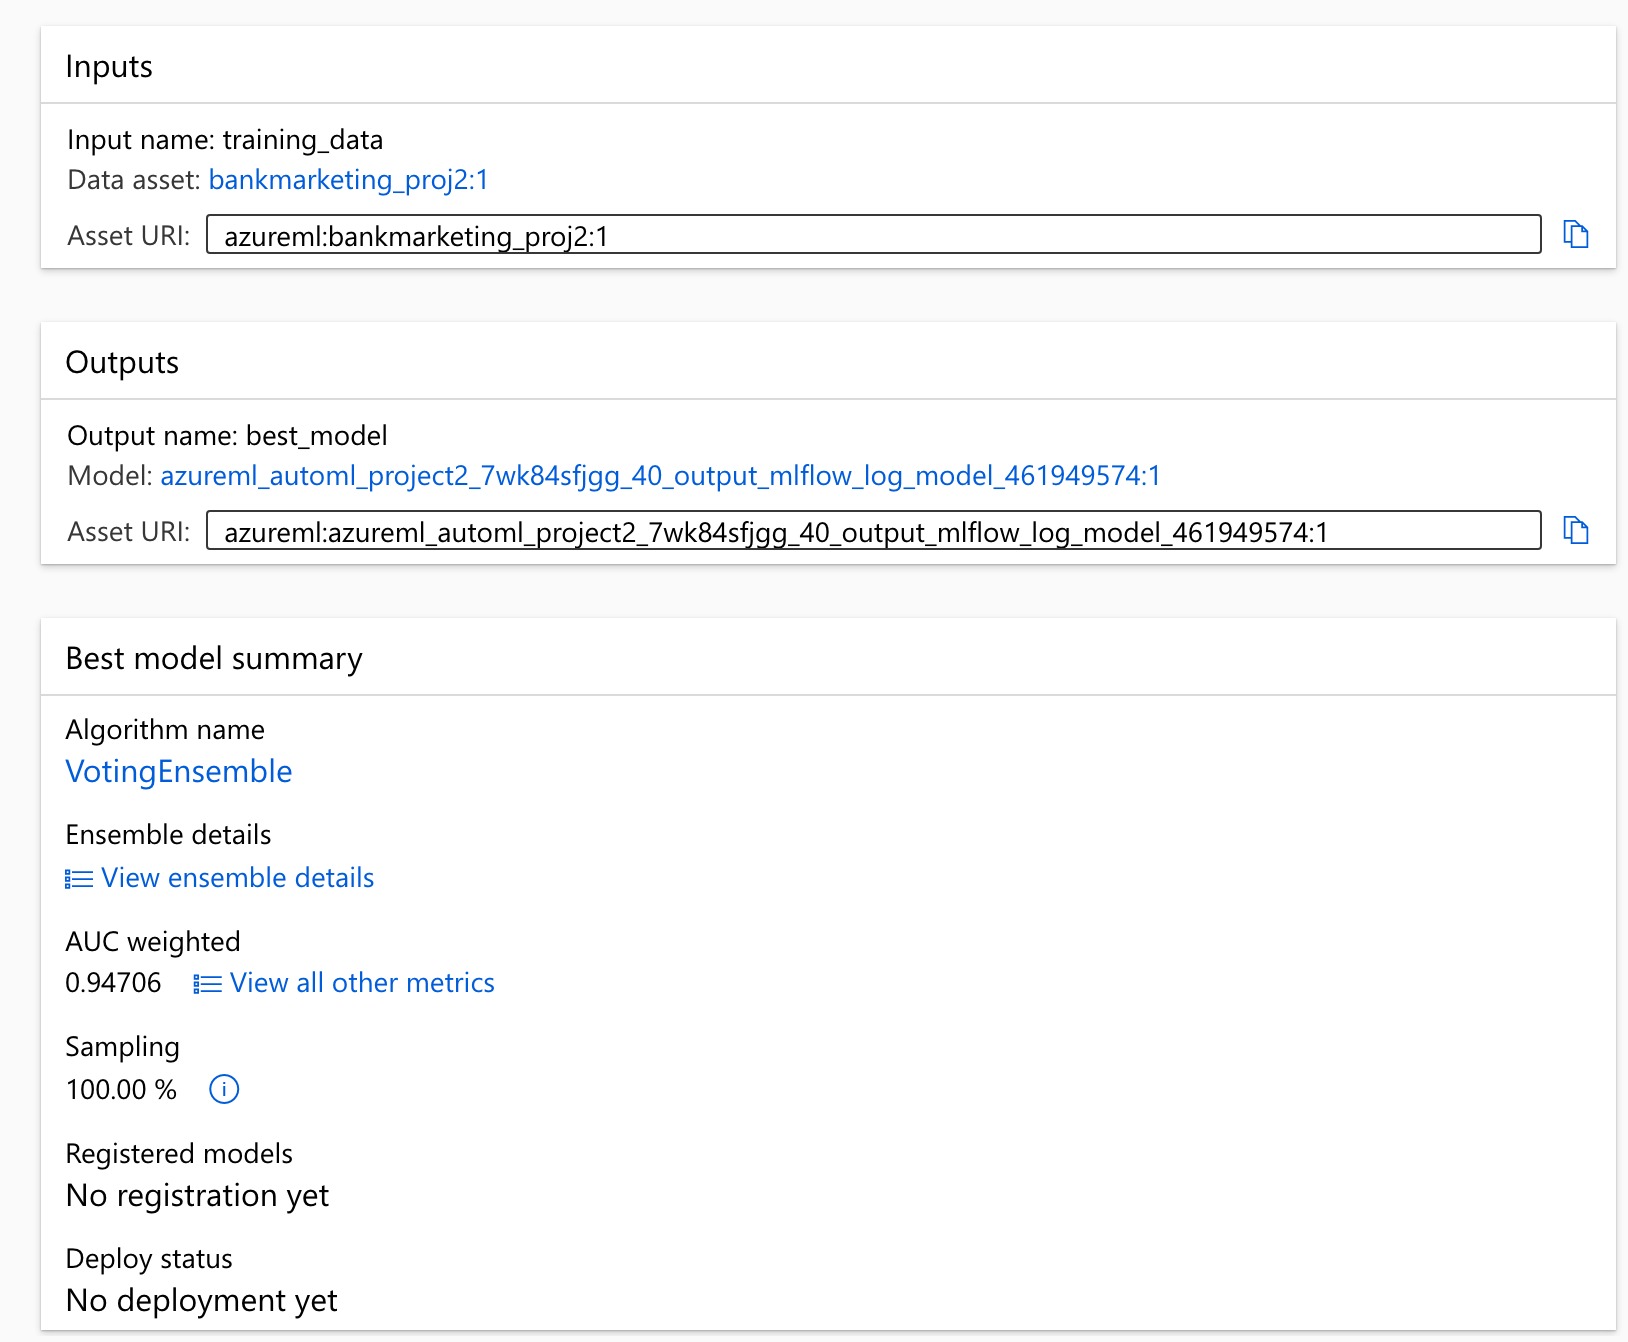 Inputs
Input name: training_data
Data asset: bankmarketing_proj2:1
Asset URI: azureml:bankmarketing_proj2:1
Outputs
Output name: best_model
Model: azureml_automl_project2_7wk84sfjgg_40_output_mlflow_log_model_461949574:1
Asset URI: azureml:azureml_automl_project2_7wk84sfjgg_40_output_mlflow_log_model_461949574:1
Best model summary
Algorithm name
VotingEnsemble
Ensemble details
View ensemble details
AUC weighted
0.94706 View all other metrics
Sampling
100.00 %
Registered models
No registration yet
Deploy status
No deployment yet